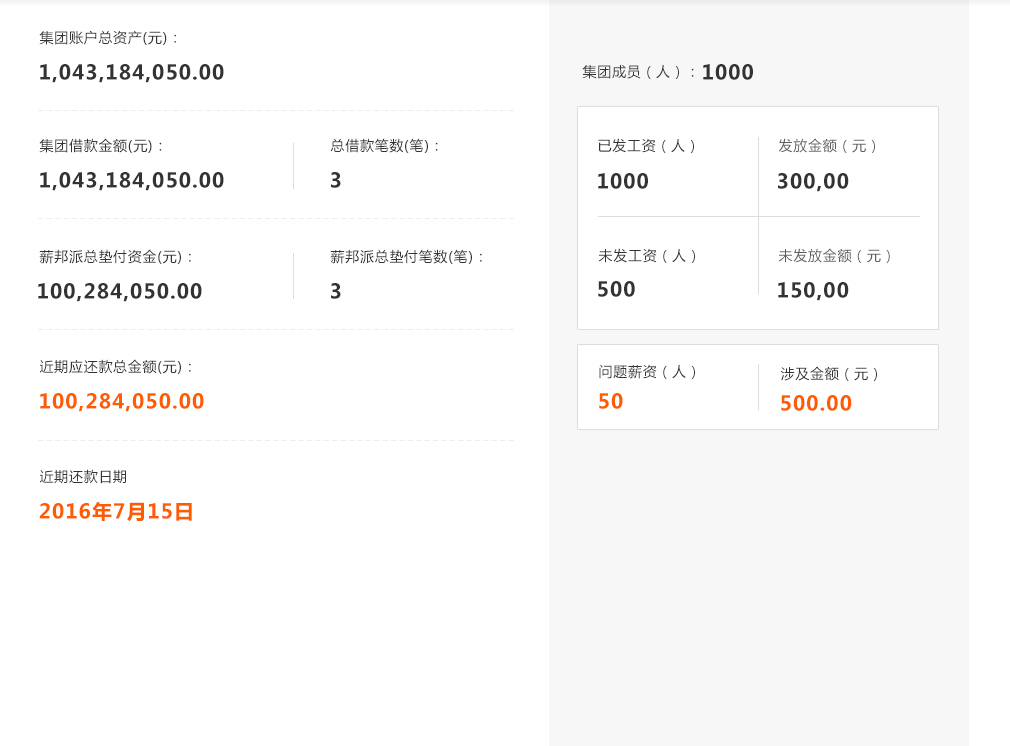 集团账户总资产(元)：
1,043,184,050.00
集团借款金额(元)：
1,043,184,050.00
总借款笔数(笔)：
3
薪邦派总垫付资金(元)：
100,284,050.00
薪邦派总垫付笔数(笔)：
3
近期应还款总金额(元)：
100,284,050.00
近期还款日期
2016年7月15日
集团成员（人）：1000
已发工资（人）
1000
发放金额（元）
300,00
未发工资（人）
500
未发放金额（元）
150,00
问题薪资（人）
50
涉及金额（元）
500.00